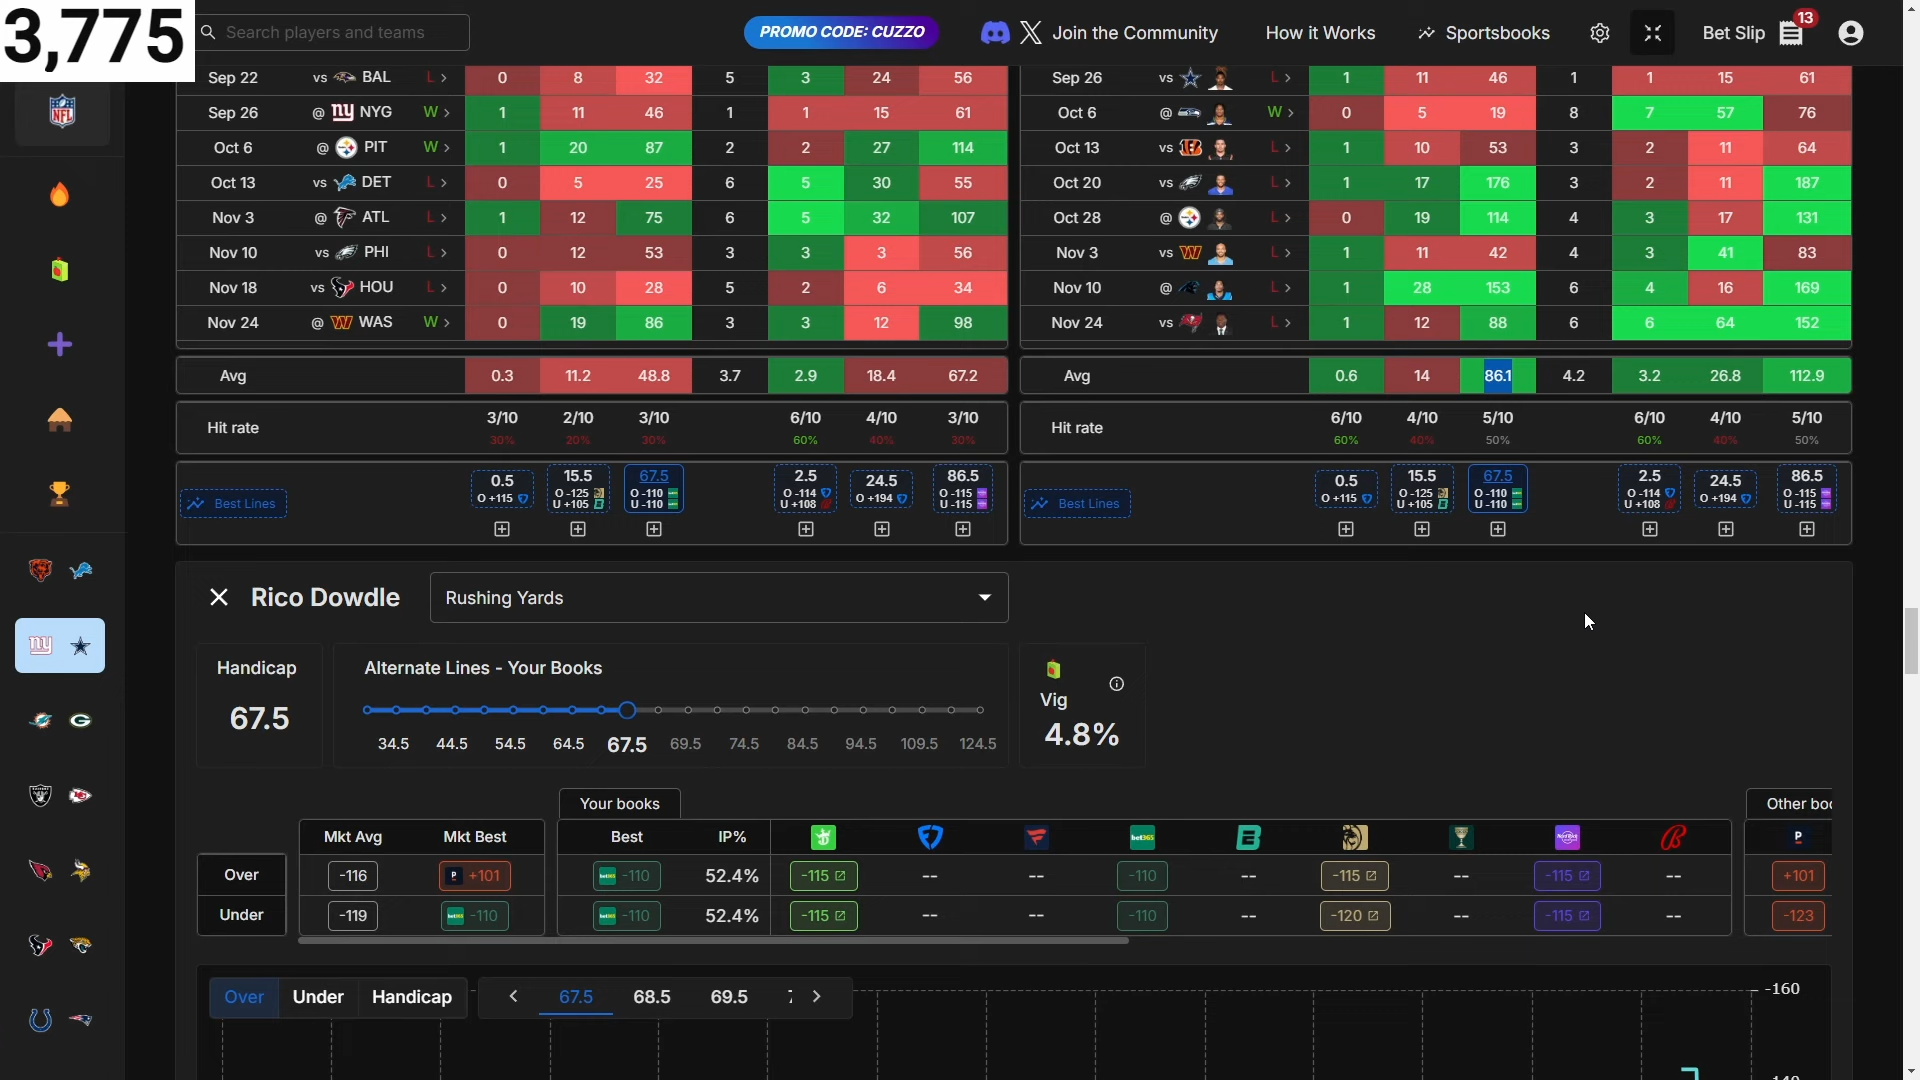 3,775
Search players and teams
PROMO CODE: CUZZO
Join the Community
How it Works
Sportsbooks
Bet Slip
13
Sep 22 vs BAL L > 0 8 32 5 3 24 56
Sep 26 @ NYG W > 1 11 46 1 1 15 61
Oct 6 @ PIT W > 1 20 87 2 2 27 114
Oct 13 vs DET L > 0 5 25 6 5 30 55
Nov 3 @ ATL L > 1 12 75 6 5 32 107
Nov 10 vs PHI L > 0 12 53 3 3 3 56
Nov 18 vs HOU L > 0 10 28 5 2 6 34
Nov 24 @ WAS W > 0 19 86 3 3 12 98
Avg 0.3 11.2 48.8 3.7 2.9 18.4 67.2
Hit rate 3/10 2/10 3/10 6/10 4/10 3/10
30% 20% 30% 60% 40% 30%
Best Lines
0.5 15.5 67.5 2.5 24.5 86.5
O +115 O -125 O -110 O -114 O +194 O -115
U +105 U -110 U +108 U -115
Sep 26 vs L > 1 11 46 1 1 15 61
Oct 6 @ W > 0 5 19 8 7 57 76
Oct 13 vs L > 1 10 53 3 2 11 64
Oct 20 vs L > 1 17 176 3 2 11 187
Oct 28 @ L > 0 19 114 4 3 17 131
Nov 3 vs L > 1 11 42 4 3 41 83
Nov 10 @ L > 1 28 153 6 4 16 169
Nov 24 vs L > 1 12 88 6 6 64 152
Avg 0.6 14 86.1 4.2 3.2 26.8 112.9
Hit rate 6/10 4/10 5/10 6/10 4/10 5/10
60% 40% 50% 60% 40% 50%
Best Lines
0.5 15.5 67.5 2.5 24.5 86.5
O +115 O -125 O -110 O -114 O +194 O -115
U +105 U -110 U +108 U -115
Rico Dowdle
Rushing Yards
Handicap
67.5
Alternate Lines - Your Books
34.5 44.5 54.5 64.5 67.5 69.5 74.5 84.5 94.5 109.5 124.5
Vig
4.8%
Your books
Other boo
Mkt Avg Mkt Best Best IP% bet365
Over -116 +101 -110 52.4% -115 -- -- -110 -- -115 -- -115 -- +101
Under -119 -110 -110 52.4% -115 -- -- -110 -- -120 -- -115 -- -123
Over Under Handicap
67.5 68.5 69.5
-160
NFL